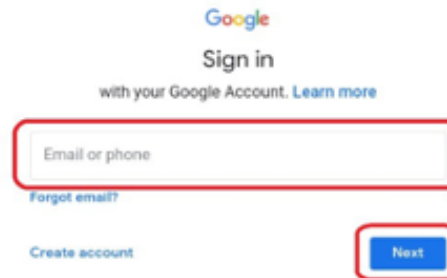 Google
Sign in
with your Google Account. Learn more
Email or phone
Forgot email?
Create account
Next